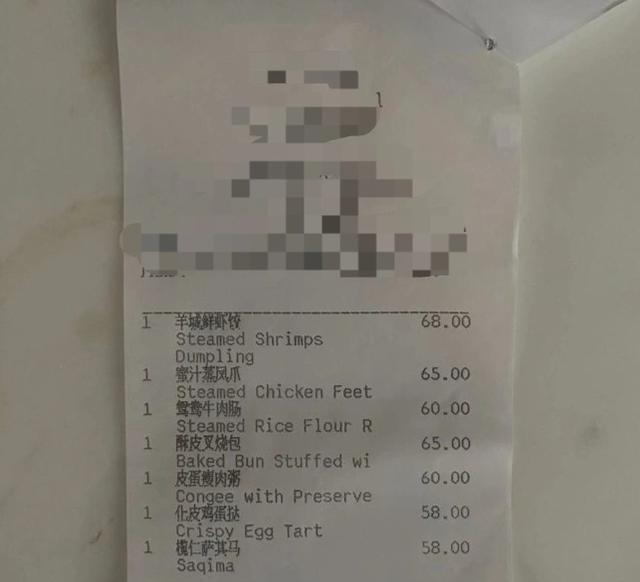 1 羊城鲜虾饺 68.00
Steamed Shrimps
Dumpling
1 蜜汁蒸凤爪 65.00
Steamed Chicken Feet
1 鸳鸯牛肉肠 60.00
Steamed Rice Flour R
1 酥皮叉烧包 65.00
Baked Bun Stuffed wi
1 皮蛋瘦肉粥 60.00
Congee with Preserve
1 化皮鸡蛋挞 58.00
Crispy Egg Tart
1 榄仁萨其马 58.00
Saqima